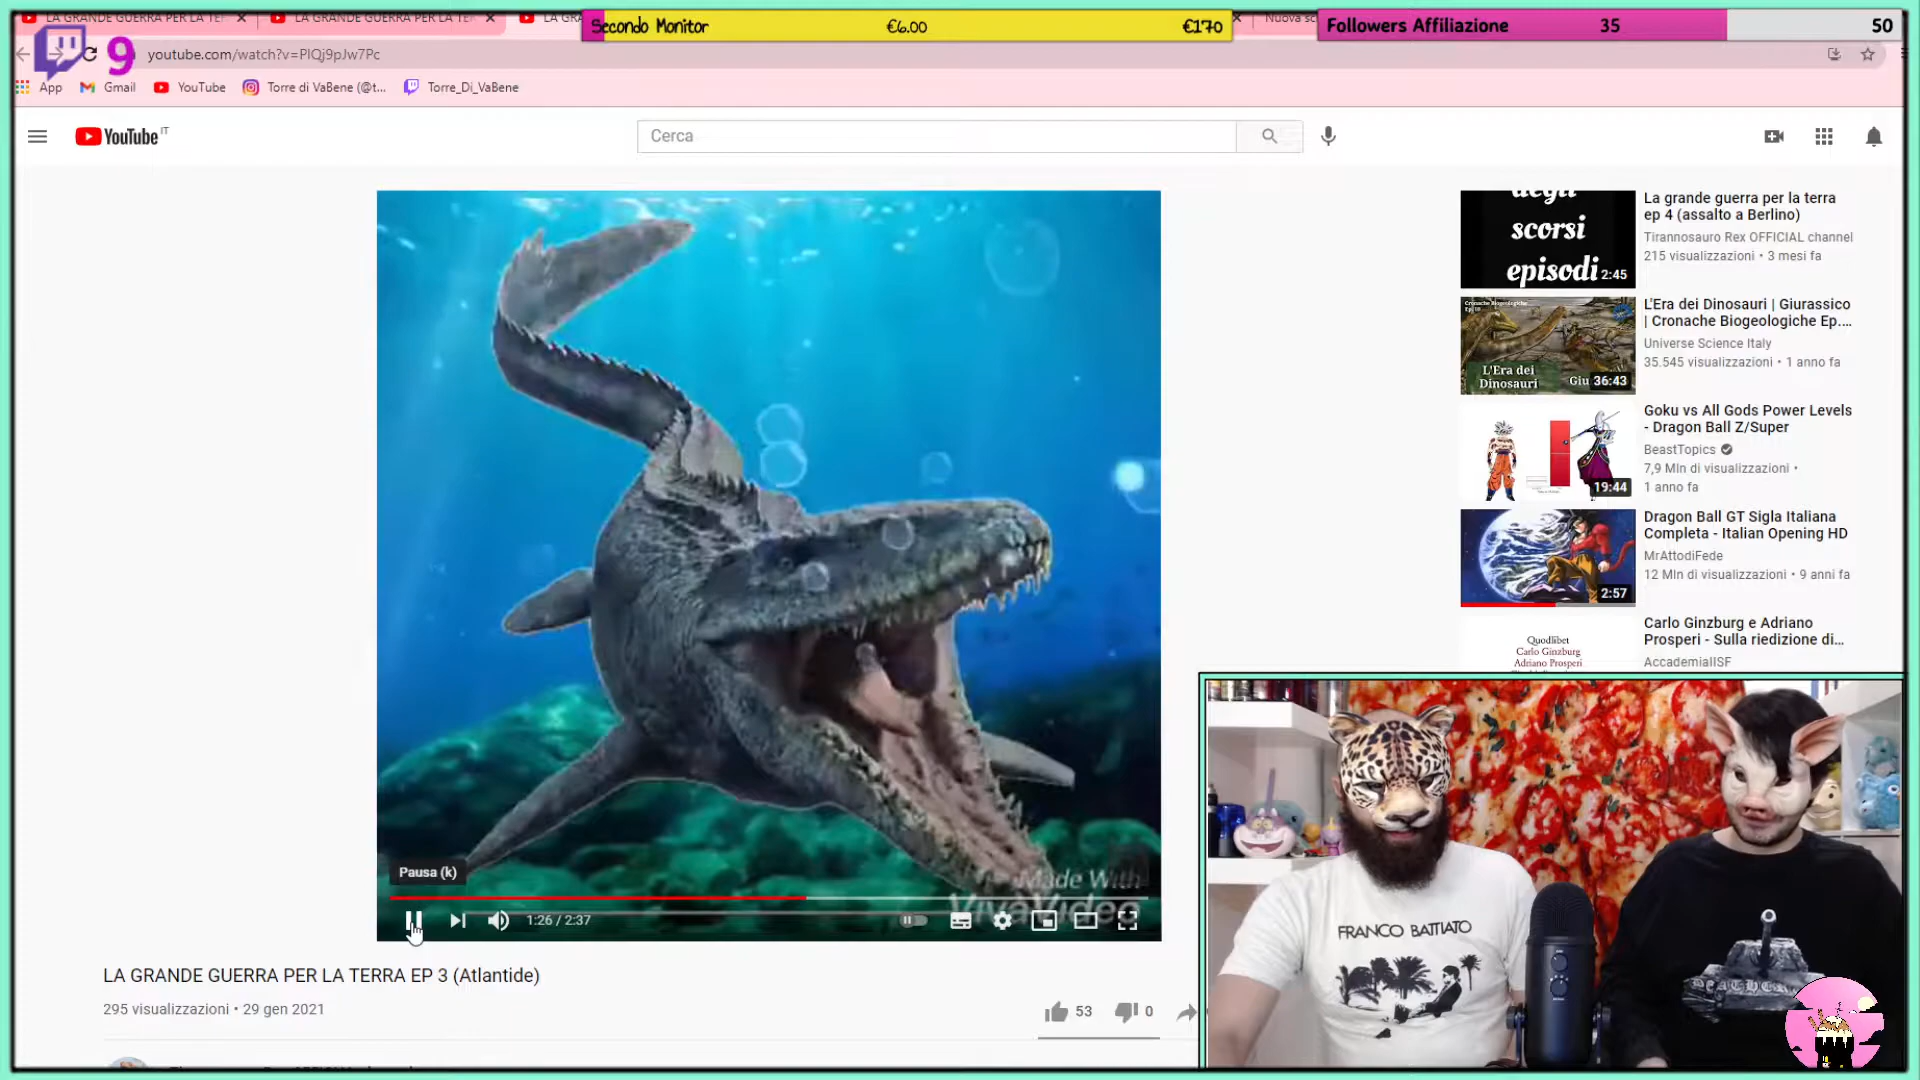 LA GRANDE GUERRA PER LA TE
LA GRANDE GUERRA PER LA TE
LA GRA
Nuova sc
Secondo Monitor €6.00 €170
Followers Affiliazione 35 50
9
youtube.com/watch?v=PlQj9pJw7Pc
App Gmail YouTube Torre di VaBene (@t... Torre_Di_VaBene
YouTube IT
Cerca
degli
scorsi
episodi
2:45
La grande guerra per la terra
ep 4 (assalto a Berlino)
Tirannosauro Rex OFFICIAL channel
215 visualizzazioni • 3 mesi fa
L'Era dei
Dinosauri
Giu
36:43
L'Era dei Dinosauri | Giurassico
| Cronache Biogeologiche Ep....
Universe Science Italy
35.545 visualizzazioni • 1 anno fa
19:44
Goku vs All Gods Power Levels
- Dragon Ball Z/Super
BeastTopics
7,9 Mln di visualizzazioni •
1 anno fa
2:57
Dragon Ball GT Sigla Italiana
Completa - Italian Opening HD
MrAttodiFede
12 Mln di visualizzazioni • 9 anni fa
Quodlibet
Carlo Ginzburg
Adriano Prosperi
Carlo Ginzburg e Adriano
Prosperi - Sulla riedizione di...
AccademiaIISF
Pausa (k)
Made With
VivaVideo
1:26 / 2:37
LA GRANDE GUERRA PER LA TERRA EP 3 (Atlantide)
295 visualizzazioni • 29 gen 2021
53 0
FRANCO BATTIATO